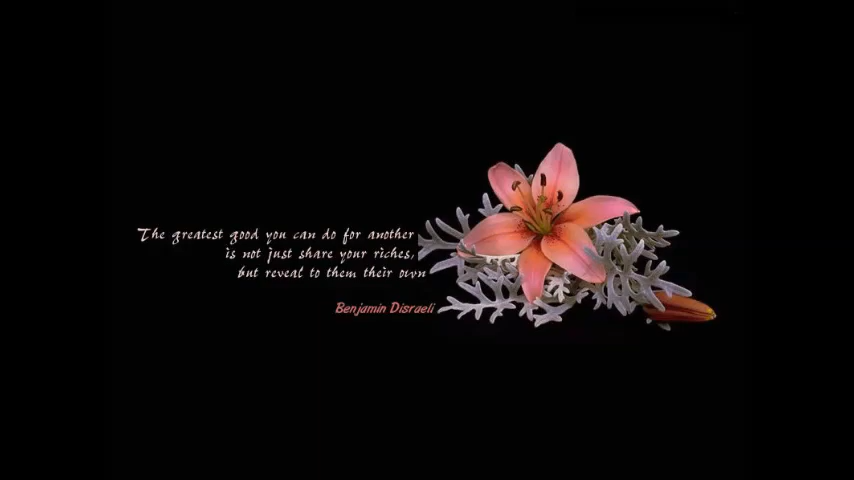 The greatest good you can do for another
is not just share your riches,
but reveal to them their own
Benjamin Disraeli